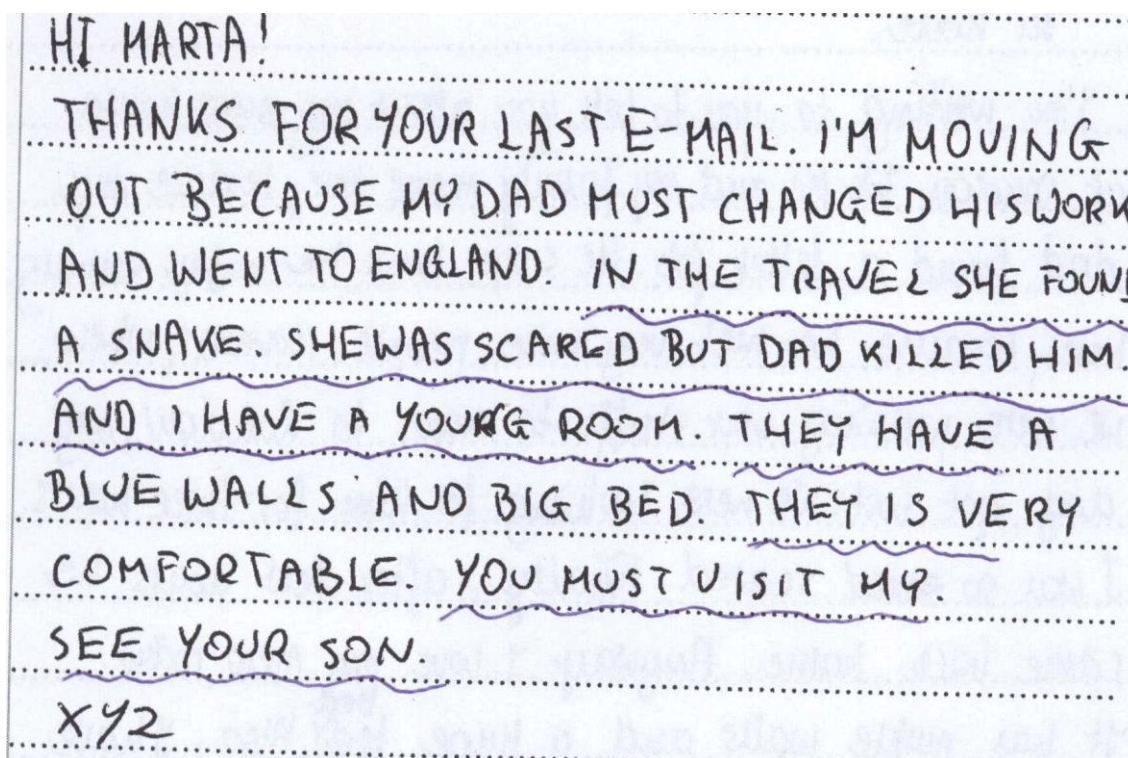 HI MARTA!
THANKS FOR YOUR LAST E-MAIL. I'M MOVING
OUT BECAUSE MY DAD MUST CHANGED HIS WORK
AND WENT TO ENGLAND. IN THE TRAVEL SHE FOUND
A SNAKE. SHE WAS SCARED BUT DAD KILLED HIM.
AND I HAVE A YOUNG ROOM. THEY HAVE A
BLUE WALLS AND BIG BED. THEY IS VERY
COMFORTABLE. YOU MUST VISIT MY.
SEE YOUR SON.
XYZ